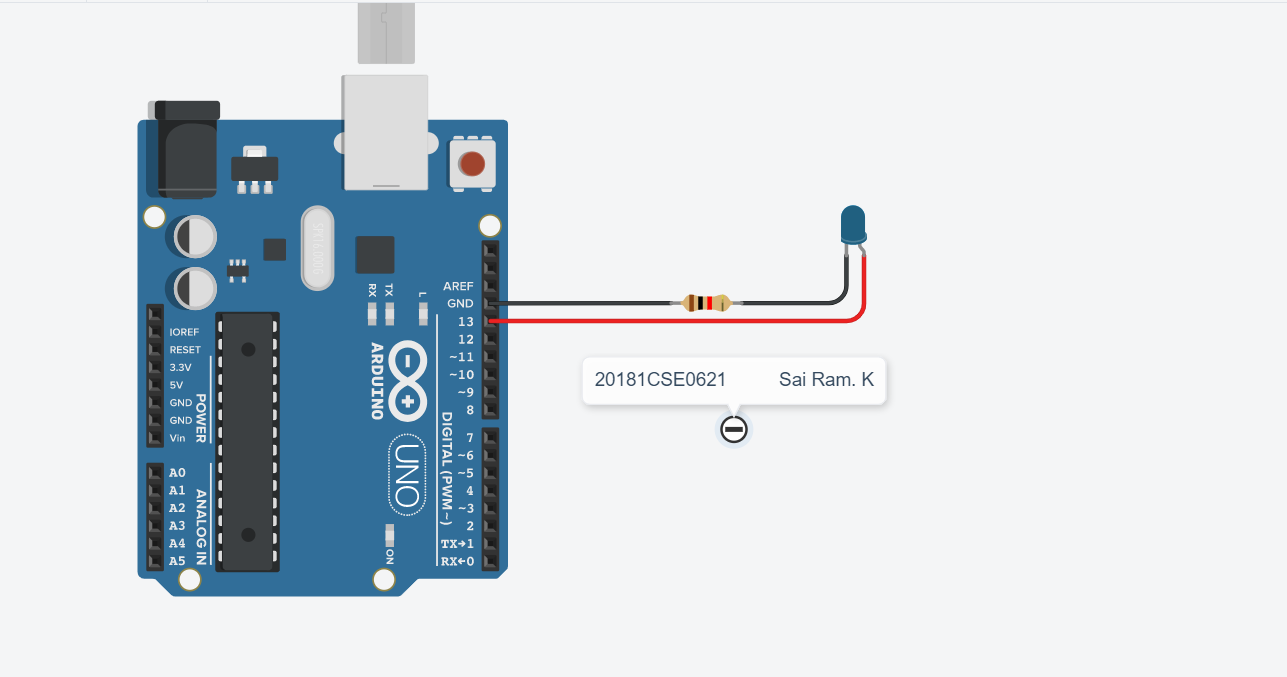 AREF
GND
13
12
~11
~10
~9
8
7
~6
~5
4
~3
2
TX→1
RX←0
DIGITAL (PWM~)
IOREF
RESET
3.3V
5V
GND
GND
Vin
POWER
A0
A1
A2
A3
A4
A5
ANALOG IN
RX
TX
L
ARDUINO
UNO
ON
20181CSE0621 Sai Ram. K